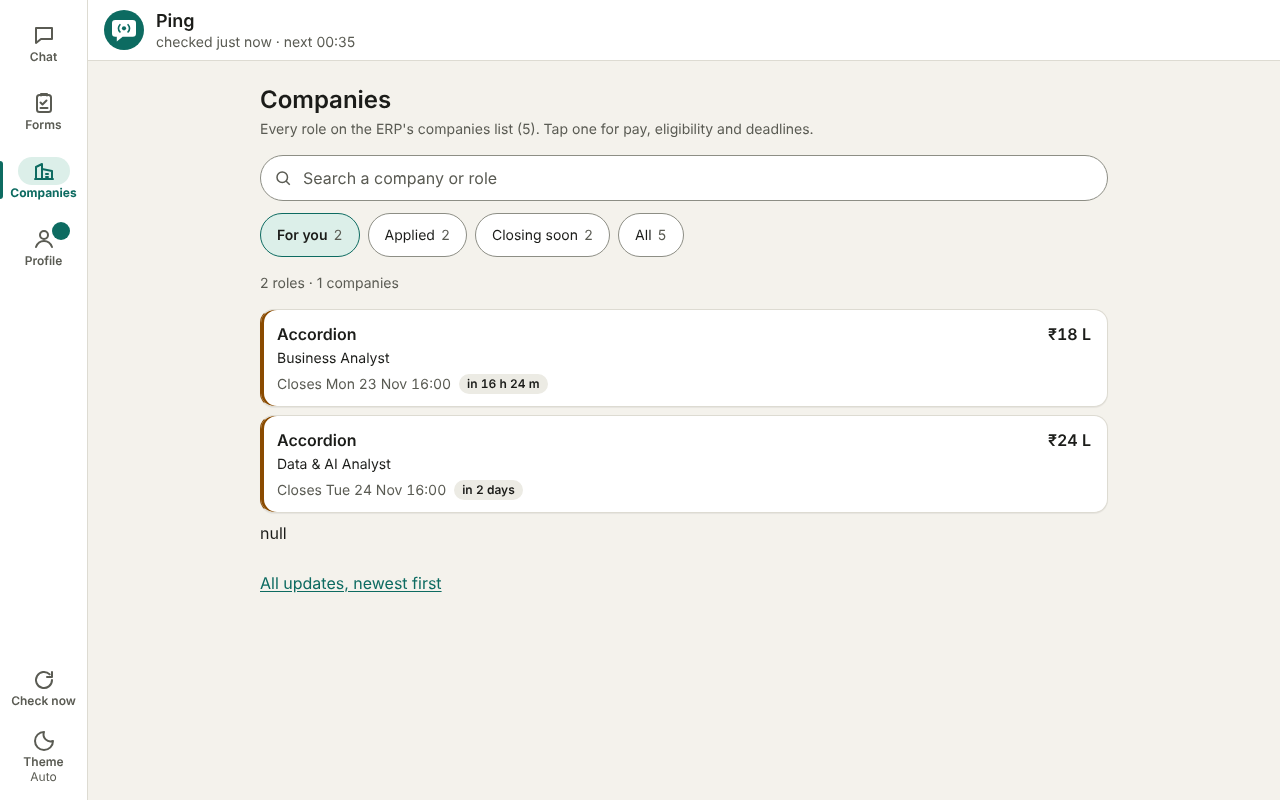 Ping
checked just now · next 00:35
Chat
Forms
Companies
Profile
Check now
Theme
Auto
Companies
Every role on the ERP's companies list (5). Tap one for pay, eligibility and deadlines.
Search a company or role
For you 2
Applied 2
Closing soon 2
All 5
2 roles · 1 companies
Accordion ₹18 L
Business Analyst
Closes Mon 23 Nov 16:00 in 16 h 24 m
Accordion ₹24 L
Data & AI Analyst
Closes Tue 24 Nov 16:00 in 2 days
null
All updates, newest first